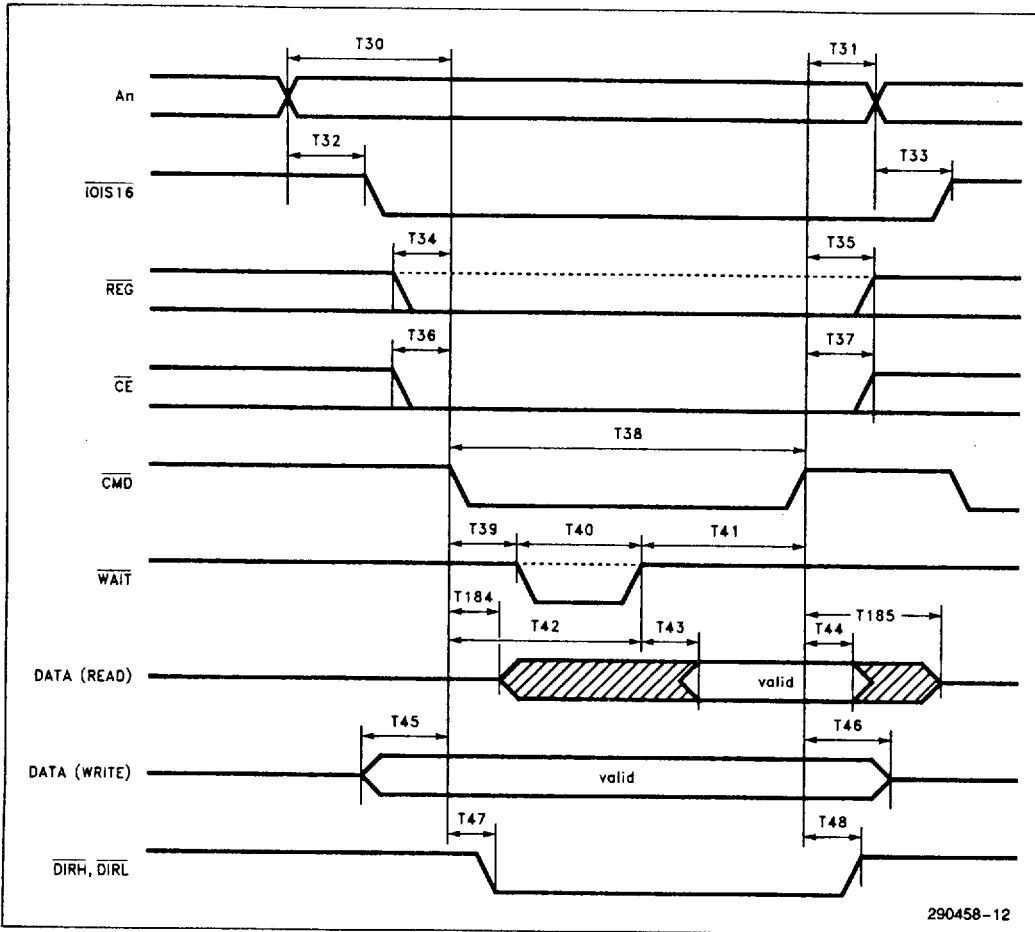 T30
T31
An
T32
T33
IOIS16
T34
T35
REG
T36
T37
CE
T38
CMD
T39
T40
T41
WAIT
T184
T42
T43
T44
T185
DATA (READ)
valid
T45
T46
DATA (WRITE)
valid
T47
T48
DIRH, DIRL
290458-12